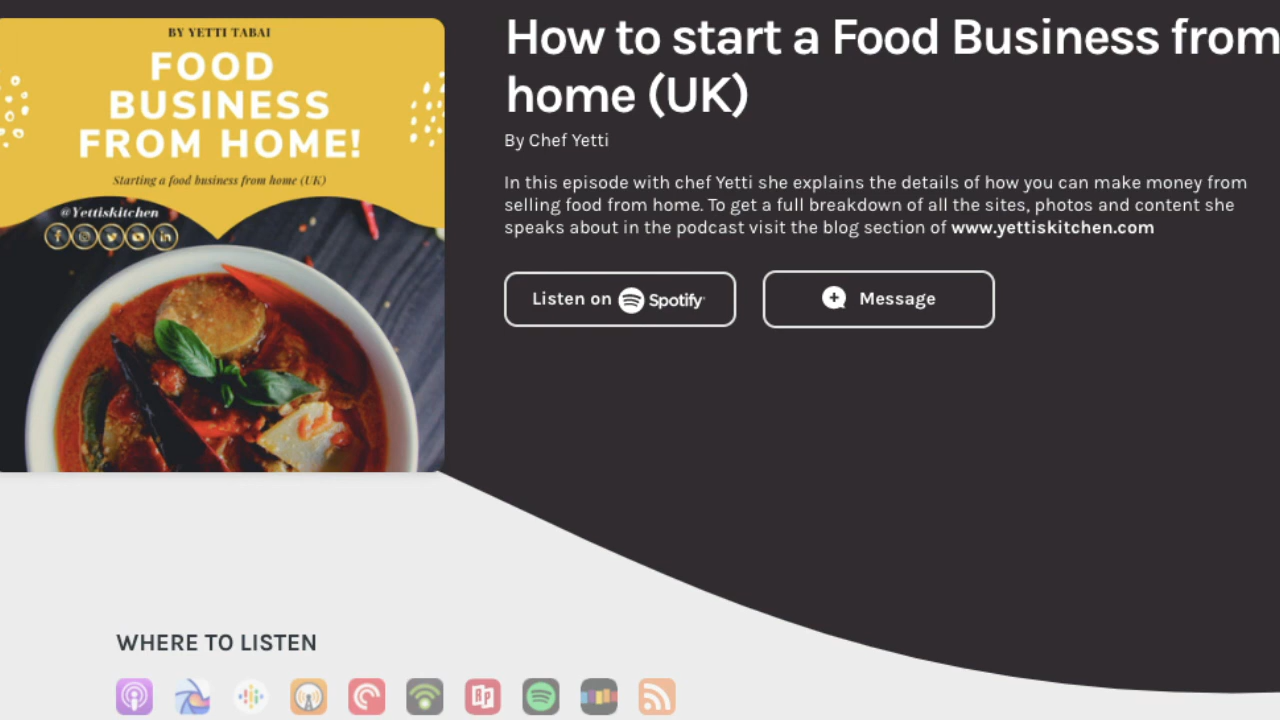 BY YETTI TABAI
FOOD
BUSINESS
FROM HOME!
Starting a food business from home (UK)
@Yettiskitchen
How to start a Food Business from
home (UK)
By Chef Yetti
In this episode with chef Yetti she explains the details of how you can make money from
selling food from home. To get a full breakdown of all the sites, photos and content she
speaks about in the podcast visit the blog section of www.yettiskitchen.com
Listen on Spotify
Message
WHERE TO LISTEN